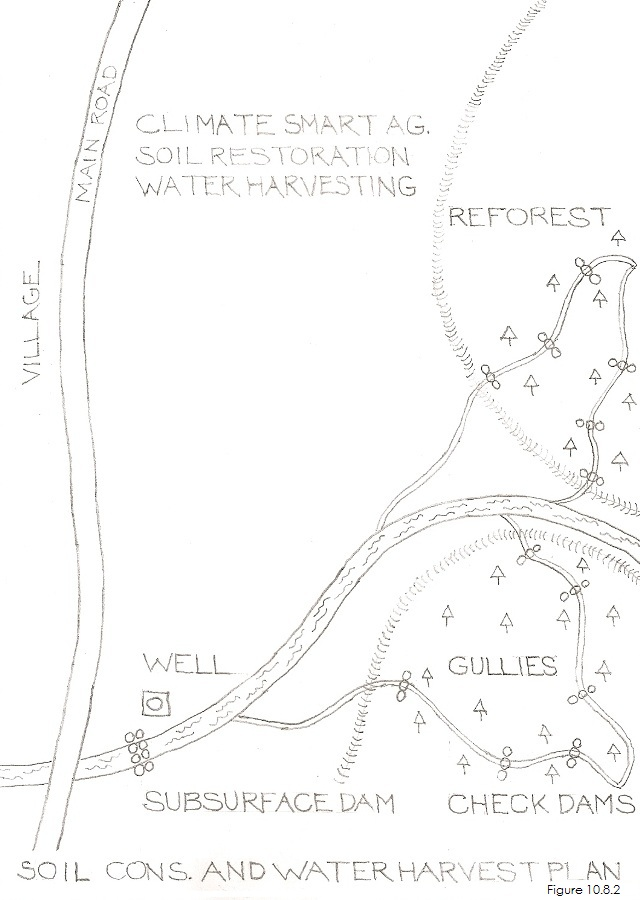 MAIN ROAD
CLIMATE SMART AG.
SOIL RESTORATION
WATER HARVESTING
REFOREST
VILLAGE
WELL
GULLIES
SUBSURFACE DAM
CHECK DAMS
SOIL CONS. AND WATER HARVEST PLAN
Figure 10.8.2